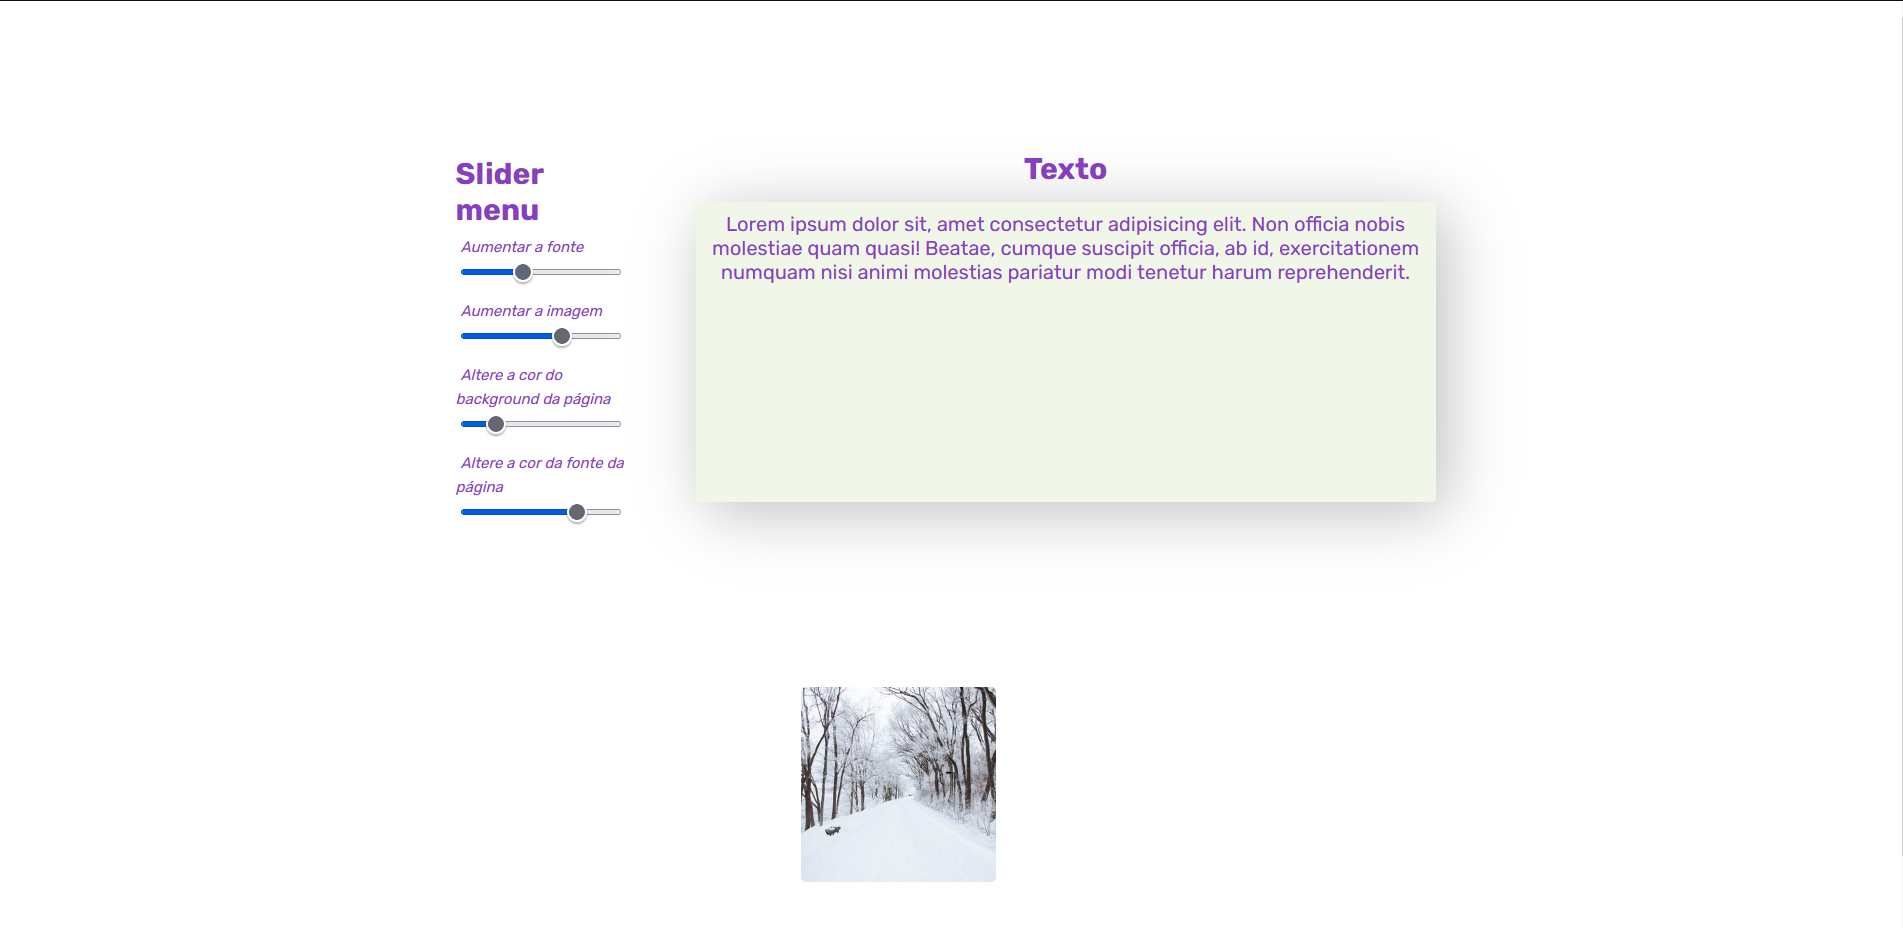 Slider
menu
Aumentar a fonte
Aumentar a imagem
Altere a cor do
background da página
Altere a cor da fonte da
página
Texto
Lorem ipsum dolor sit, amet consectetur adipisicing elit. Non officia nobis
molestiae quam quasi! Beatae, cumque suscipit officia, ab id, exercitationem
numquam nisi animi molestias pariatur modi tenetur harum reprehenderit.